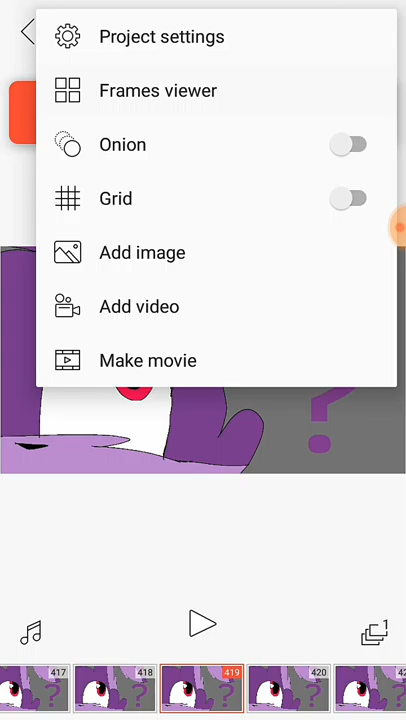 Project settings
Frames viewer
Onion
Grid
Add image
Add video
Make movie
?
1
417
418
419
420
?
?
?
?